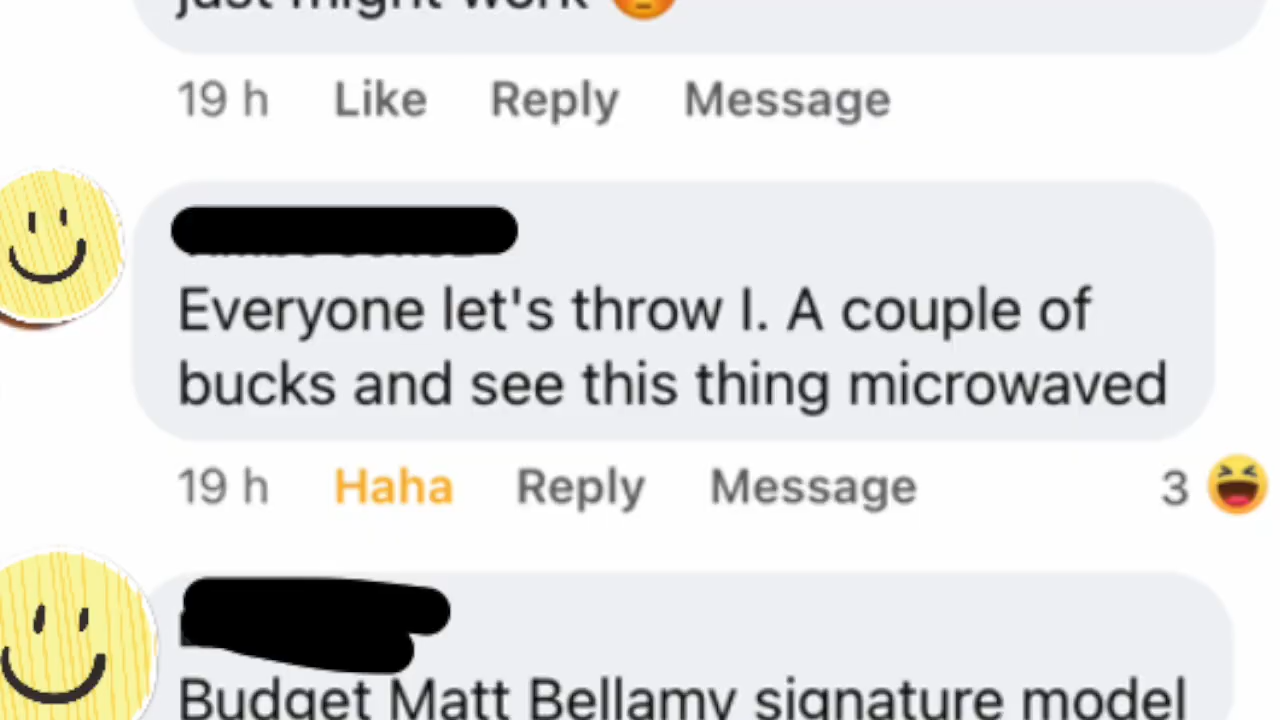 just might work
19 h Like Reply Message
Everyone let's throw I. A couple of
bucks and see this thing microwaved
19 h Haha Reply Message 3
Budget Matt Bellamy signature model